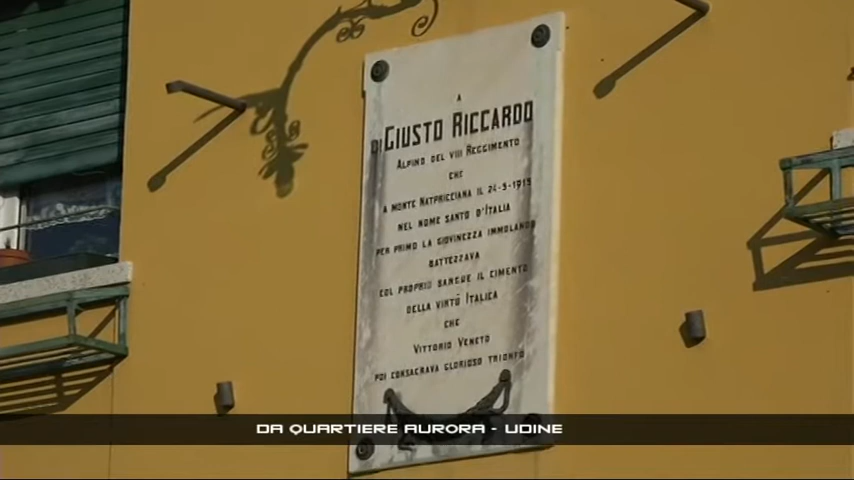 A
DI GIUSTO RICCARDO
ALPINO DEL VIII REGGIMENTO
CHE
A MONTE NATPRICCIANA IL 24-5-1915
NEL NOME SANTO D'ITALIA
PER PRIMO LA GIOVINEZZA IMMOLANDO
BATTEZZAVA
COL PROPRIO SANGUE IL CIMENTO
DELLA VIRTÙ ITALICA
CHE
VITTORIO VENETO
POI CONSACRAVA GLORIOSO TRIONFO
DA QUARTIERE AURORA - UDINE